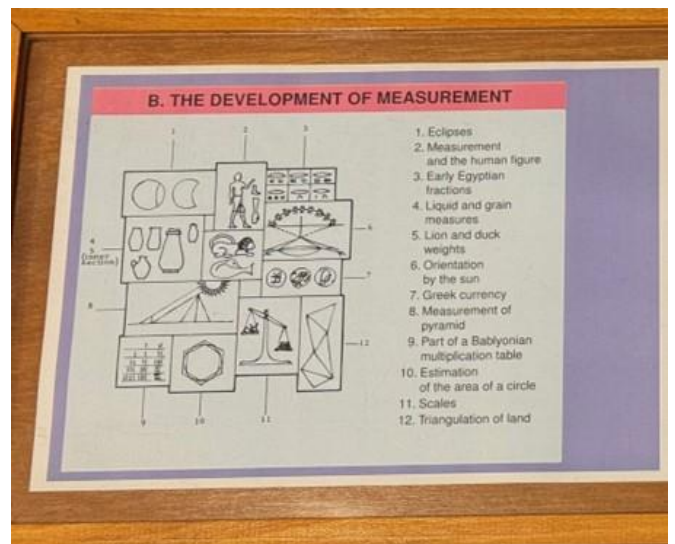 B. THE DEVELOPMENT OF MEASUREMENT
1
2
3
4
5
(inner
section)
6
7
8
12
9
10
11
1. Eclipses
2. Measurement
and the human figure
3. Early Egyptian
fractions
4. Liquid and grain
measures
5. Lion and duck
weights
6. Orientation
by the sun
7. Greek currency
8. Measurement of
pyramid
9. Part of a Bablyonian
multiplication table
10. Estimation
of the area of a circle
11. Scales
12. Triangulation of land